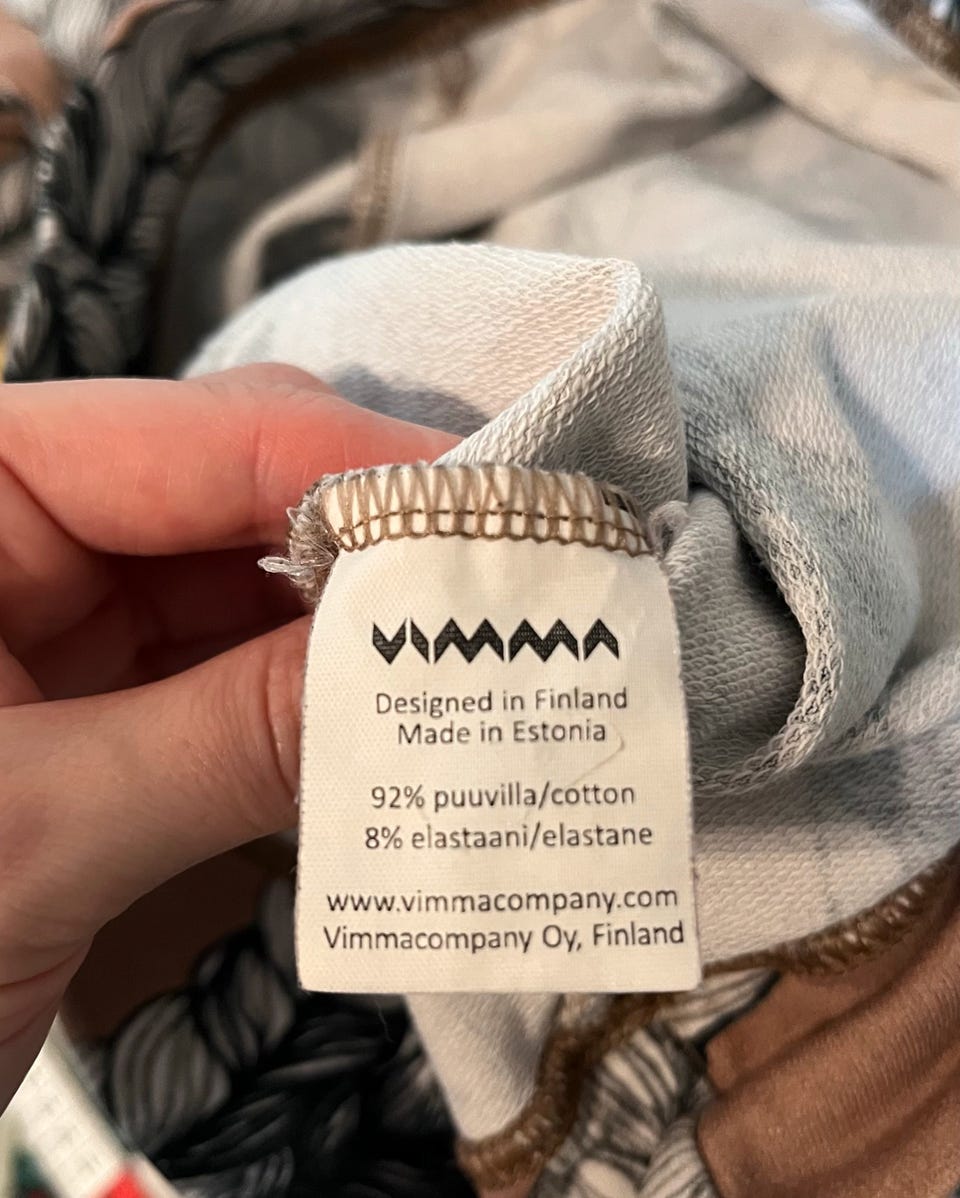 VIMMA
Designed in Finland
Made in Estonia
92% puuvilla/cotton
8% elastaani/elastane
www.vimmacompany.com
Vimmacompany Oy, Finland